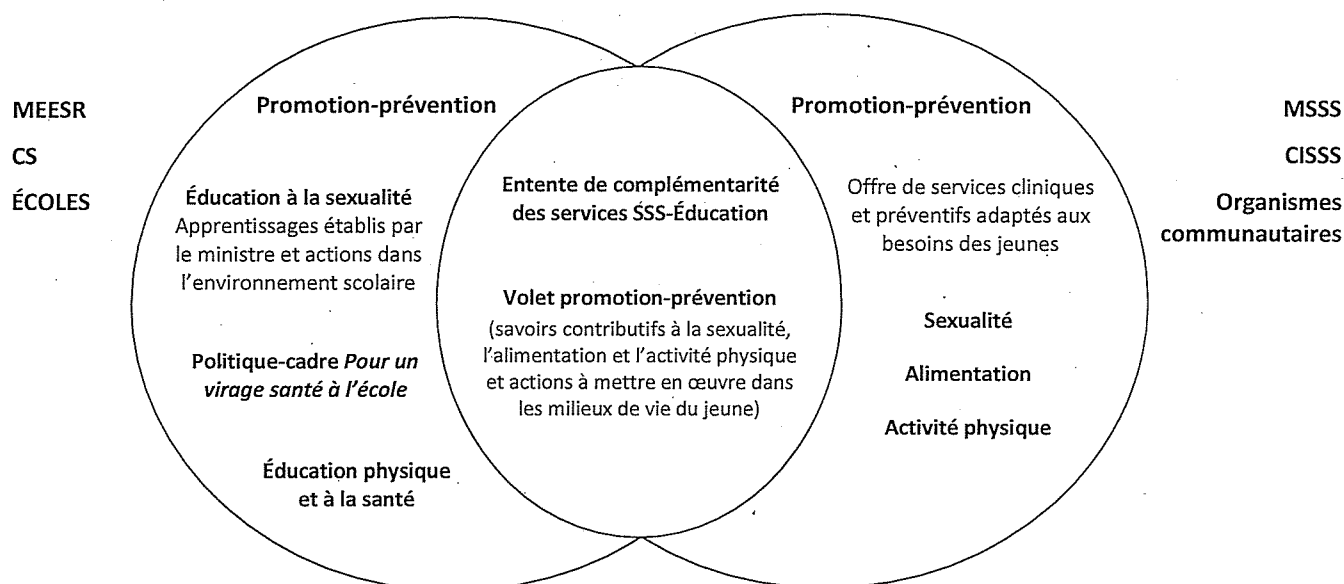 MEESR
CS
ÉCOLES
Promotion-prévention
Éducation à la sexualité
Apprentissages établis par
le ministre et actions dans
l'environnement scolaire
Politique-cadre Pour un
virage santé à l'école
Éducation physique
et à la santé
Entente de complémentarité
des services SSS-Éducation
Volet promotion-prévention
(savoirs contributifs à la sexualité,
l'alimentation et l'activité physique
et actions à mettre en œuvre dans
les milieux de vie du jeune)
Promotion-prévention
Offre de services cliniques
et préventifs adaptés aux
besoins des jeunes
Sexualité
Alimentation
Activité physique
MSSS
CISSS
Organismes
communautaires